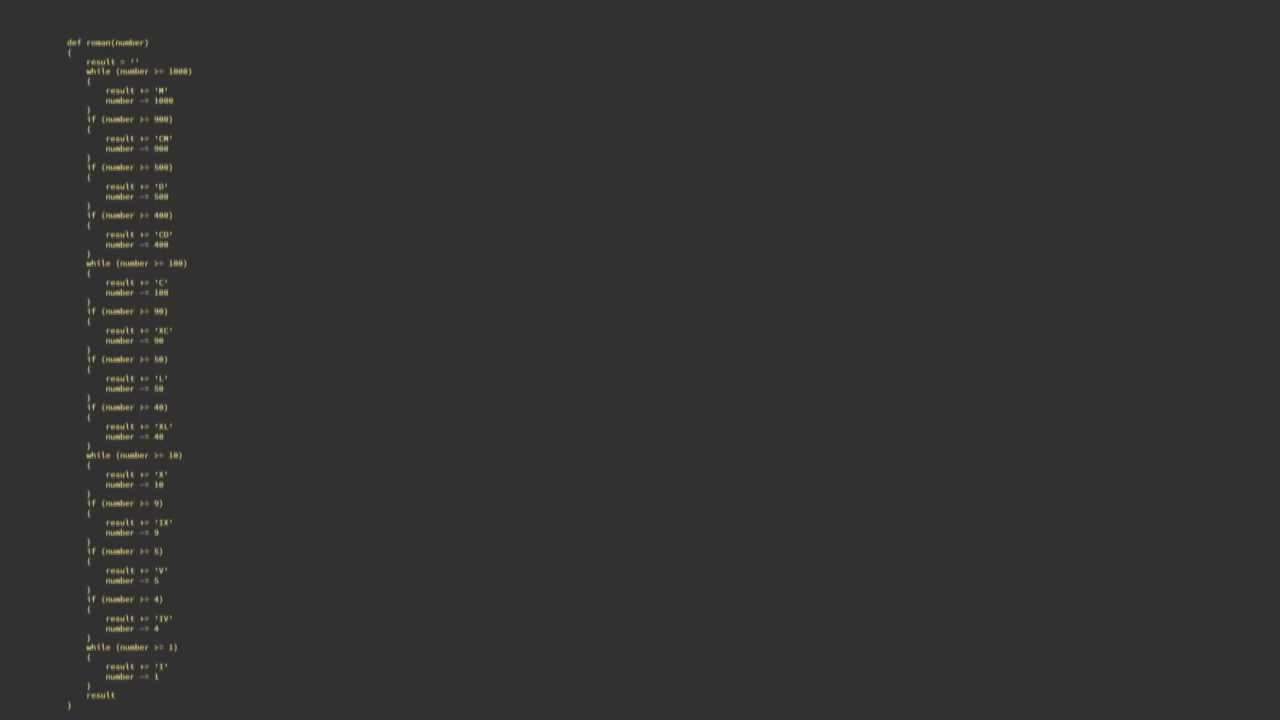 def roman(number)
{
    result = ''
    while (number >= 1000)
    {
        result += 'M'
        number -= 1000
    }
    if (number >= 900)
    {
        result += 'CM'
        number -= 900
    }
    if (number >= 500)
    {
        result += 'D'
        number -= 500
    }
    if (number >= 400)
    {
        result += 'CD'
        number -= 400
    }
    while (number >= 100)
    {
        result += 'C'
        number -= 100
    }
    if (number >= 90)
    {
        result += 'XC'
        number -= 90
    }
    if (number >= 50)
    {
        result += 'L'
        number -= 50
    }
    if (number >= 40)
    {
        result += 'XL'
        number -= 40
    }
    while (number >= 10)
    {
        result += 'X'
        number -= 10
    }
    if (number >= 9)
    {
        result += 'IX'
        number -= 9
    }
    if (number >= 5)
    {
        result += 'V'
        number -= 5
    }
    if (number >= 4)
    {
        result += 'IV'
        number -= 4
    }
    while (number >= 1)
    {
        result += 'I'
        number -= 1
    }
    result
}